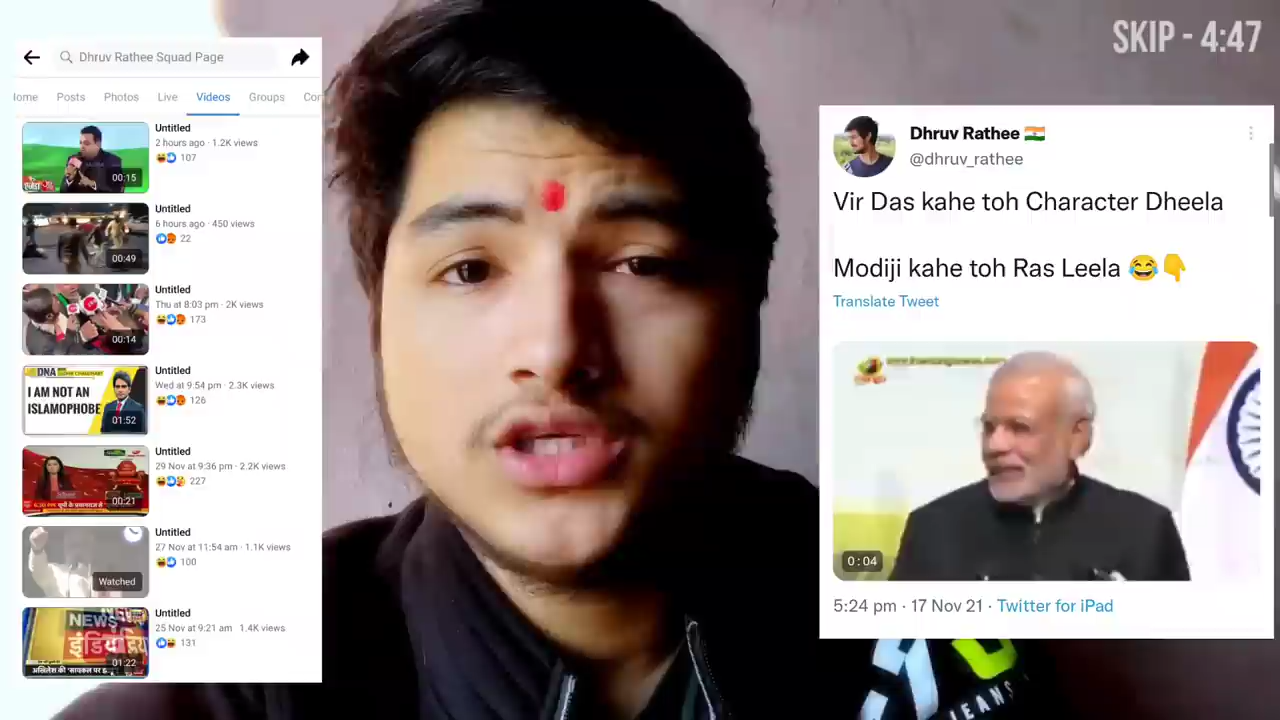 SKIP - 4:47
Dhruv Rathee Squad Page
ome Posts Photos Live Videos Groups Cor
Untitled
2 hours ago · 1.2K views
107
00:15
Untitled
6 hours ago · 450 views
22
00:49
Untitled
Thu at 8:03 pm · 2K views
173
00:14
DNA
I AM NOT AN
ISLAMOPHOBE
01:52
Untitled
Wed at 9:54 pm · 2.3K views
126
Untitled
29 Nov at 9:36 pm · 2.2K views
227
00:21
Untitled
27 Nov at 11:54 am · 1.1K views
100
Watched
Untitled
25 Nov at 9:21 am 1.4K views
131
NEWS
इंडिया
01:22
Dhruv Rathee 🇮🇳
@dhruv_rathee
Vir Das kahe toh Character Dheela
Modiji kahe toh Ras Leela 😂👇
Translate Tweet
0:04
5:24 pm · 17 Nov 21 · Twitter for iPad
JEANS